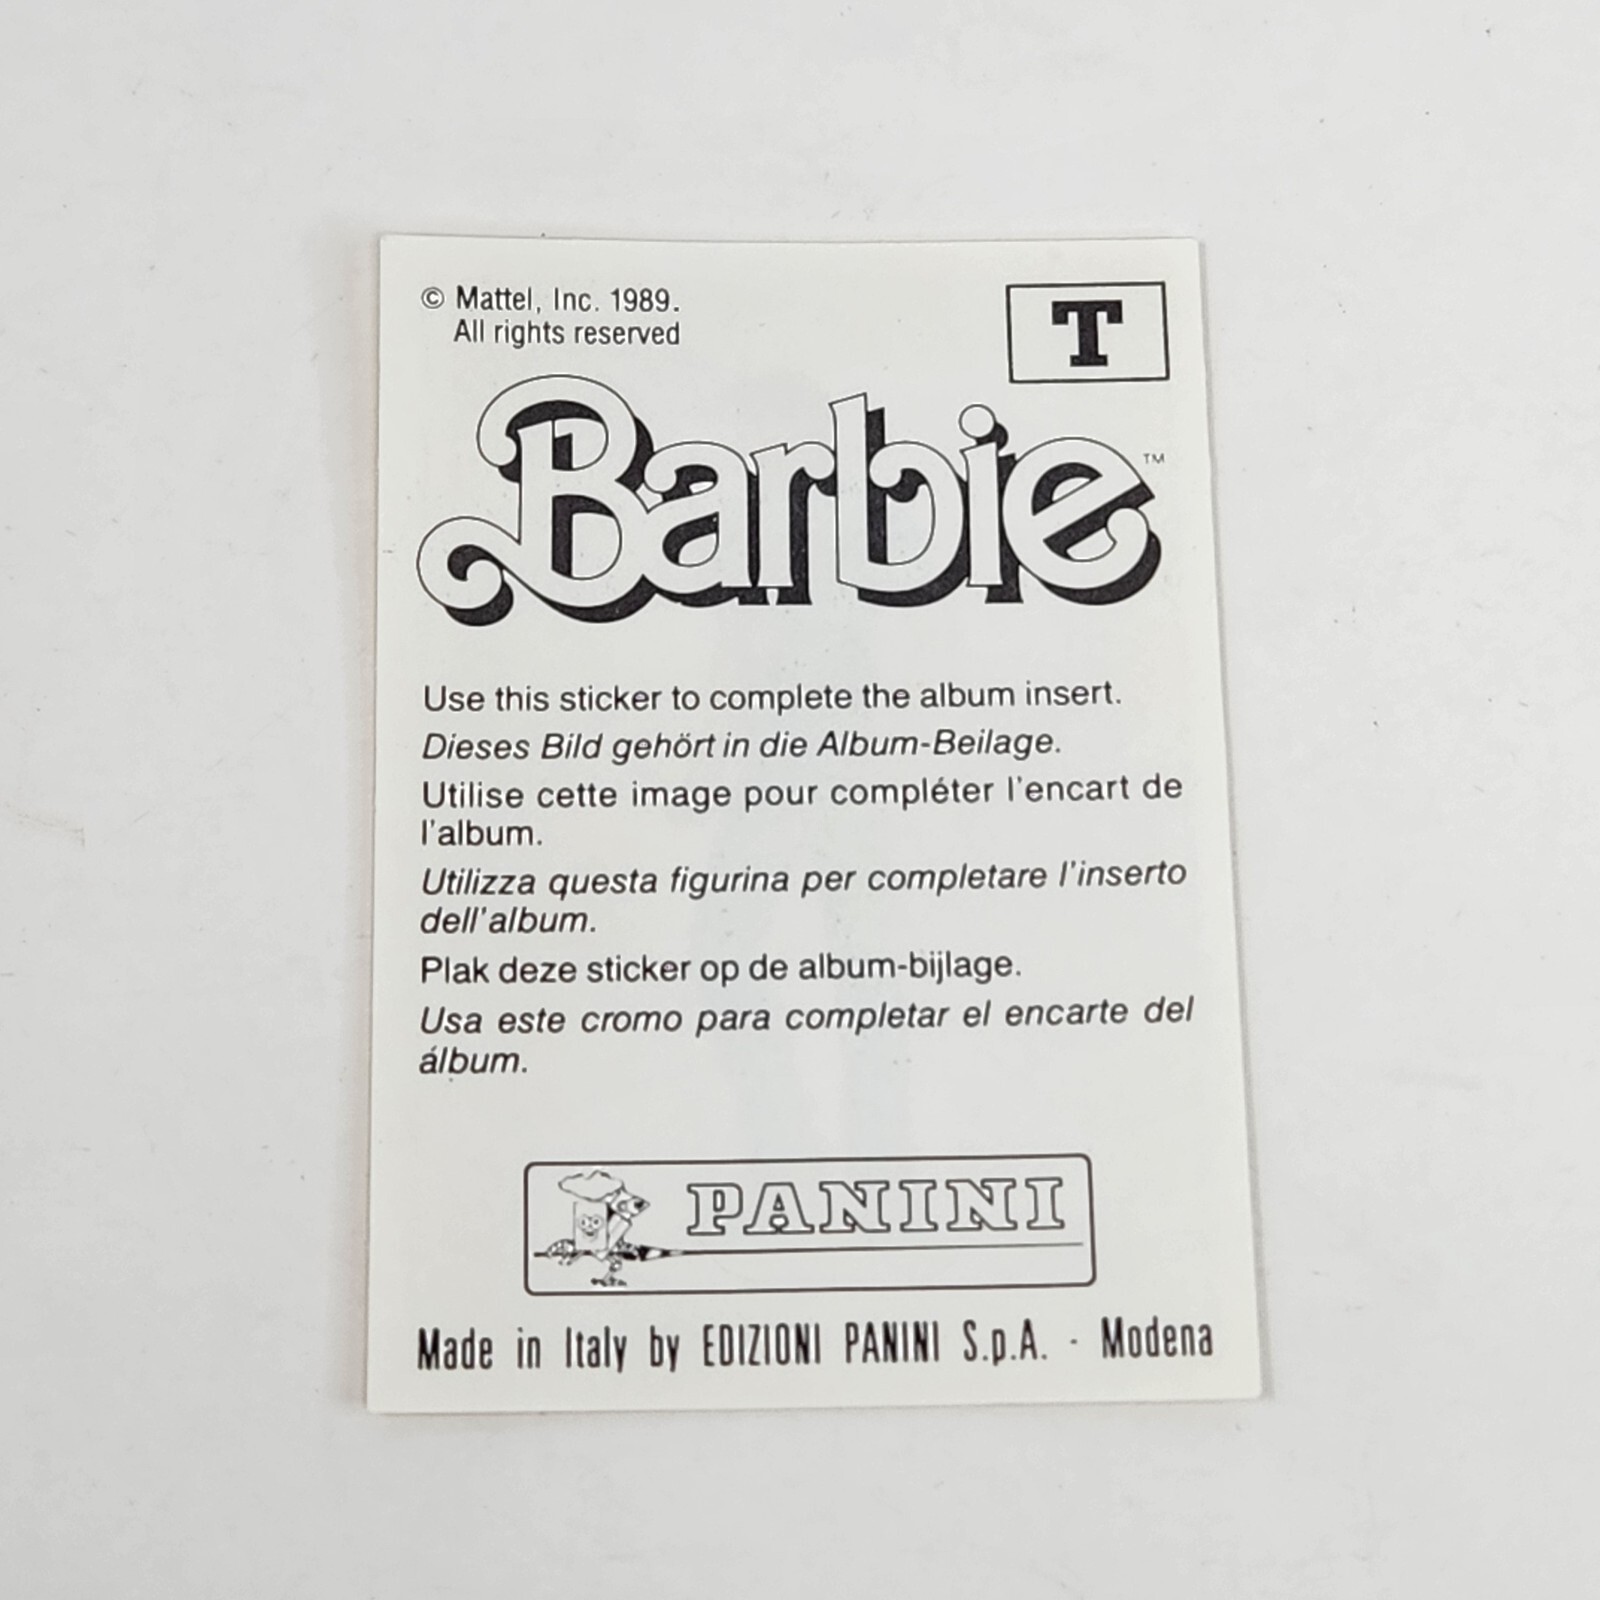 © Mattel, Inc. 1989.
All rights reserved
T
Barbie™
Use this sticker to complete the album insert.
Dieses Bild gehört in die Album-Beilage.
Utilise cette image pour compléter l'encart de
l'album.
Utilizza questa figurina per completare l'inserto
dell'album.
Plak deze sticker op de album-bijlage.
Usa este cromo para completar el encarte del
álbum.
PANINI
Made in Italy by EDIZIONI PANINI S.p.A. - Modena